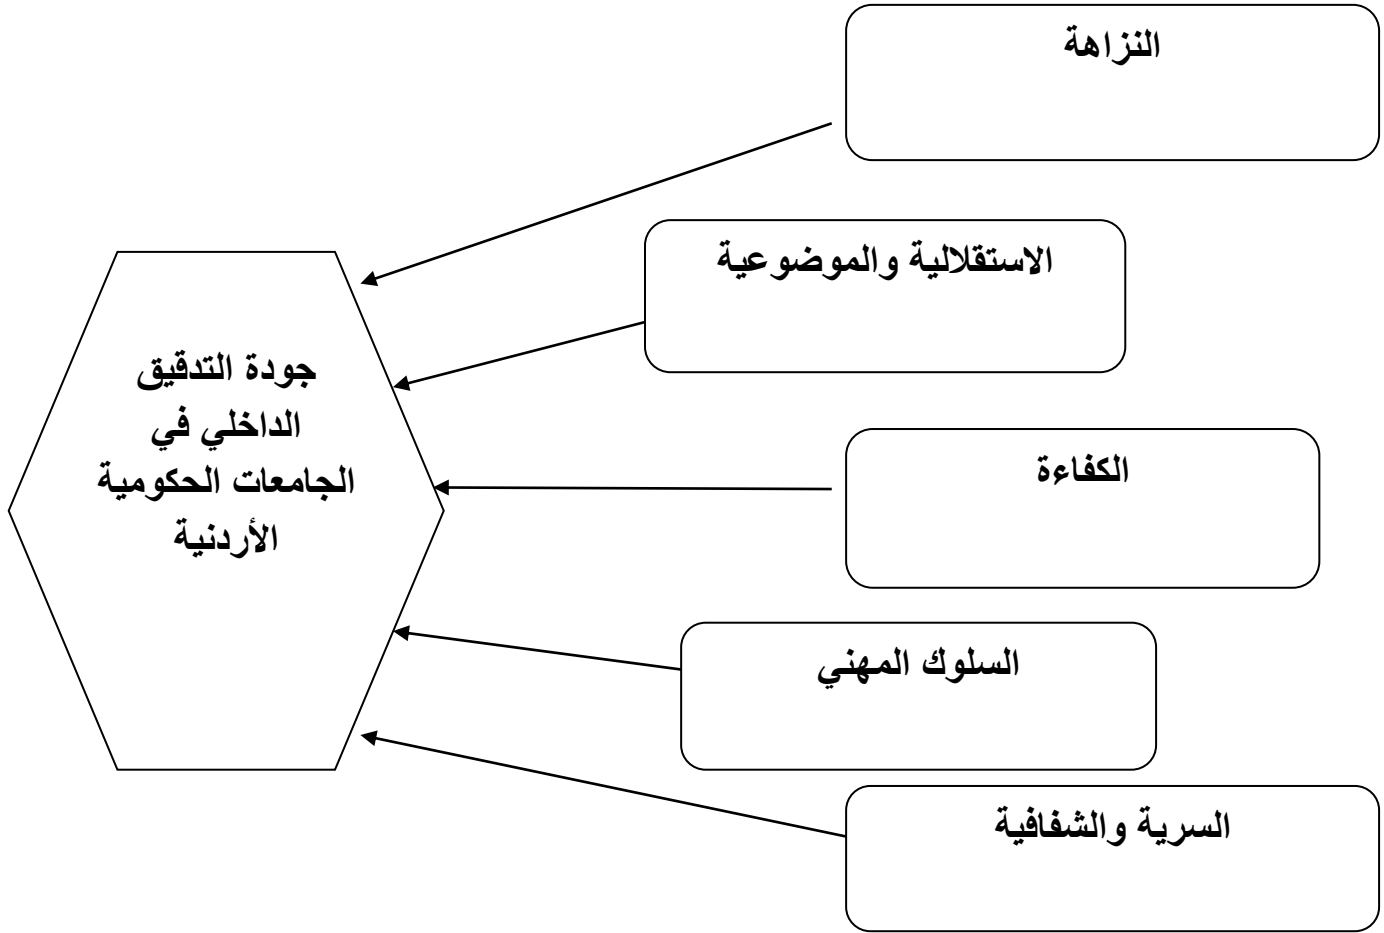 النزاهة
الاستقلالية والموضوعية
جودة التدقيق
الداخلي في
الجامعات الحكومية
الأردنية
الكفاءة
السلوك المهني
السرية والشفافية